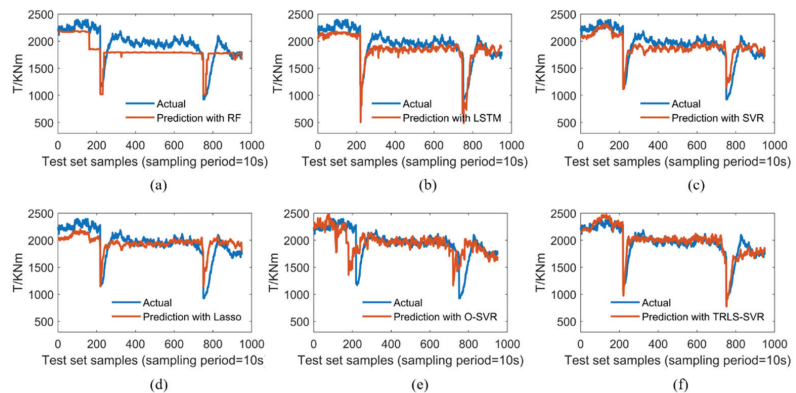 2500
2000
1500
1000
500
T/KNm
Actual
Prediction with RF
0 200 400 600 800 1000
Test set samples (sampling period=10s)
(a)
2500
2000
1500
1000
500
T/KNm
Actual
Prediction with LSTM
0 200 400 600 800 1000
Test set samples (sampling period=10s)
(b)
2500
2000
1500
1000
500
T/KNm
Actual
Prediction with SVR
0 200 400 600 800 1000
Test set samples (sampling period=10s)
(c)
2500
2000
1500
1000
500
T/KNm
Actual
Prediction with Lasso
0 200 400 600 800 1000
Test set samples (sampling period=10s)
(d)
2500
2000
1500
1000
500
T/KNm
Actual
Prediction with O-SVR
0 200 400 600 800 1000
Test set samples (sampling period=10s)
(e)
2500
2000
1500
1000
500
T/KNm
Actual
Prediction with TRLS-SVR
0 200 400 600 800 1000
Test set samples (sampling period=10s)
(f)